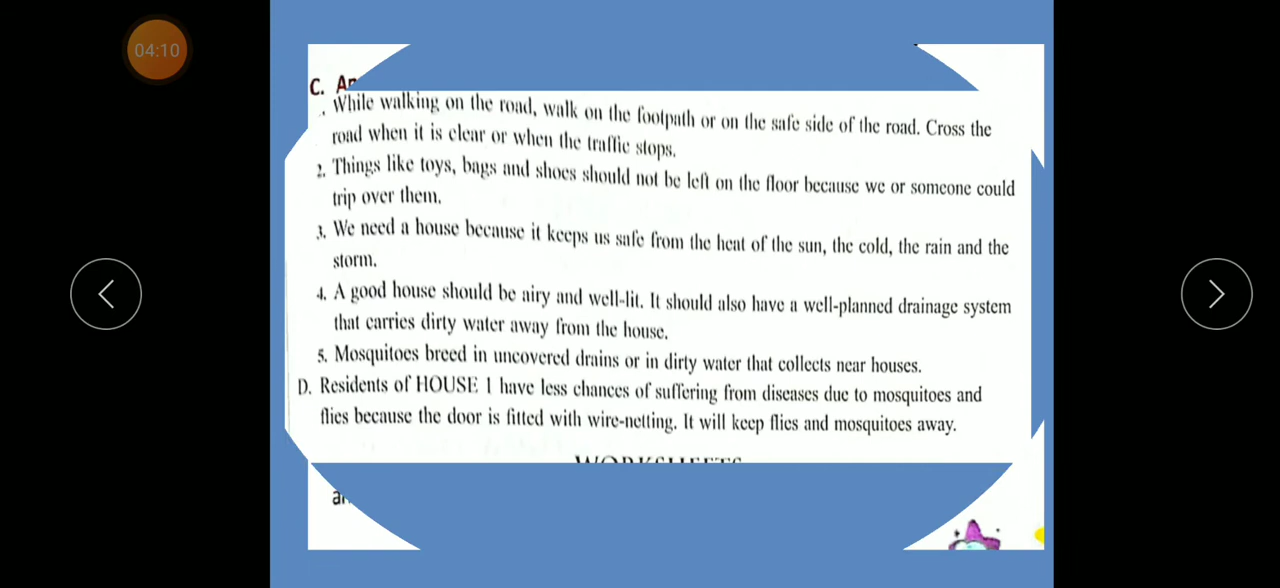 04:10
C.
While walking on the road, walk on the footpath or on the safe side of the road. Cross the
road when it is clear or when the traffic stops.
2. Things like toys, bags and shoes should not be left on the floor because we or someone could
trip over them.
3. We need a house because it keeps us safe from the heat of the sun, the cold, the rain and the
storm.
4. A good house should be airy and well-lit. It should also have a well-planned drainage system
that carries dirty water away from the house.
5. Mosquitoes breed in uncovered drains or in dirty water that collects near houses.
D. Residents of HOUSE 1 have less chances of suffering from diseases due to mosquitoes and
flies because the door is fitted with wire-netting. It will keep flies and mosquitoes away.